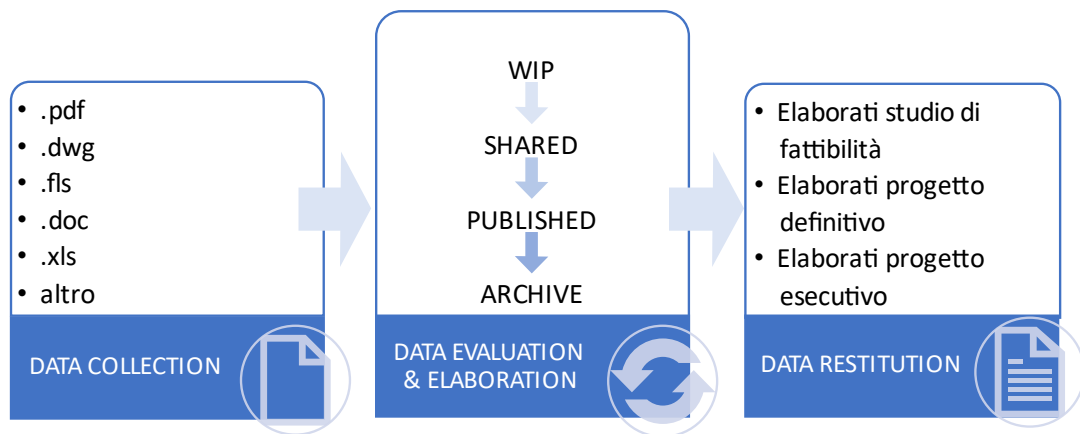 • .pdf
• .dwg
• .fls
• .doc
• .xls
• altro
DATA COLLECTION
WIP
SHARED
PUBLISHED
ARCHIVE
DATA EVALUATION
& ELABORATION
• Elaborati studio di
fattibilità
• Elaborati progetto
definitivo
• Elaborati progetto
esecutivo
DATA RESTITUTION